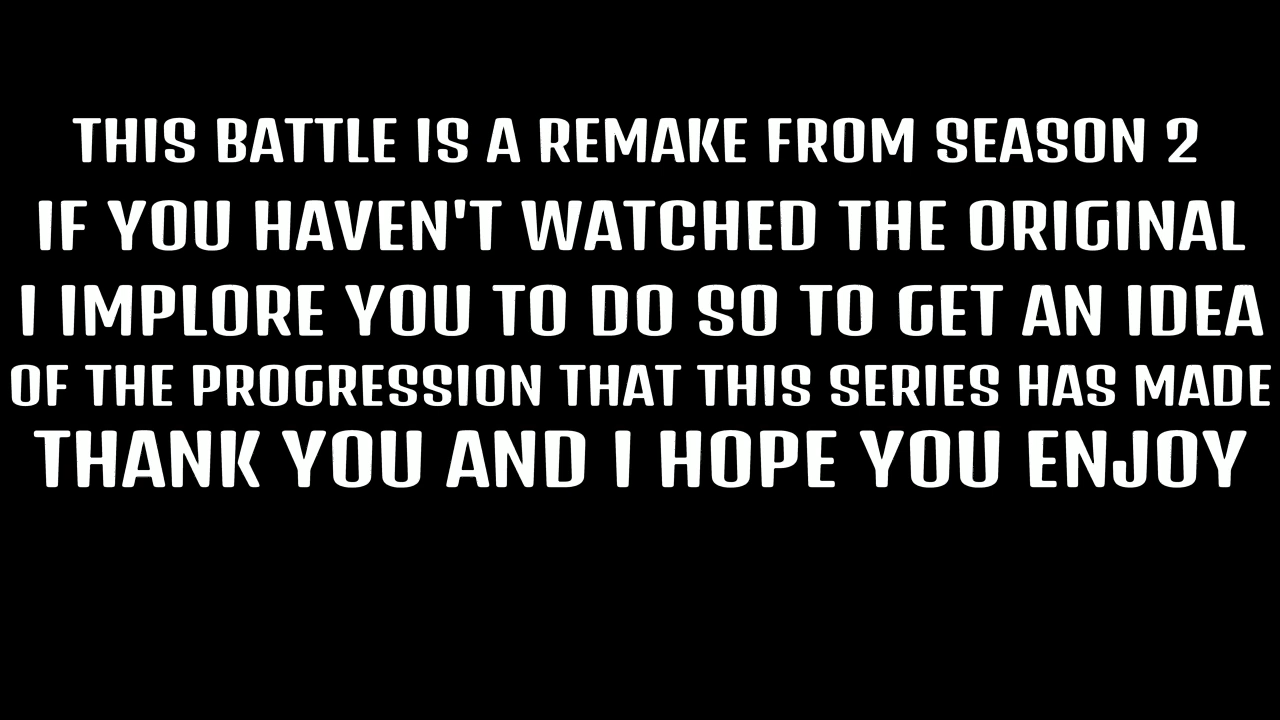 THIS BATTLE IS A REMAKE FROM SEASON 2
IF YOU HAVEN'T WATCHED THE ORIGINAL
I IMPLORE YOU TO DO SO TO GET AN IDEA
OF THE PROGRESSION THAT THIS SERIES HAS MADE
THANK YOU AND I HOPE YOU ENJOY